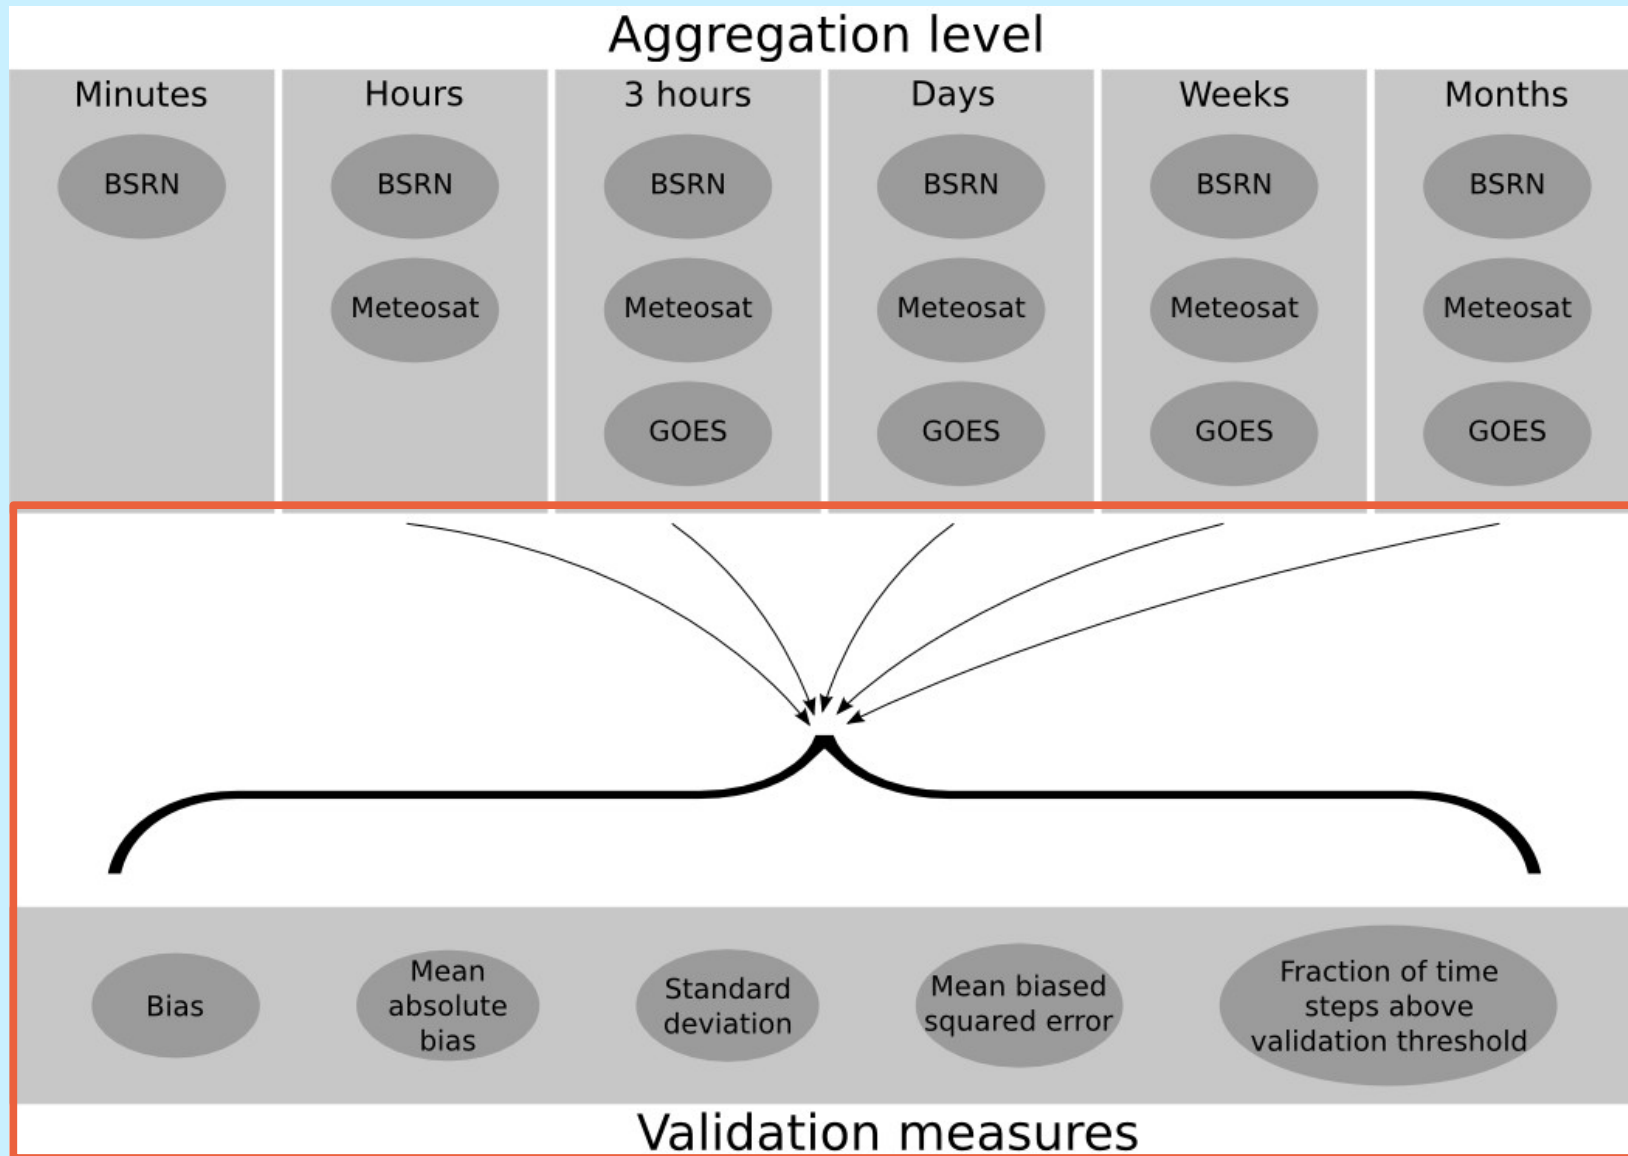 Aggregation level
Minutes Hours 3 hours Days Weeks Months
BSRN BSRN BSRN BSRN BSRN BSRN
Meteosat Meteosat Meteosat Meteosat Meteosat
GOES GOES GOES GOES
Bias
Mean
absolute
bias
Standard
deviation
Mean biased
squared error
Fraction of time
steps above
validation threshold
Validation measures